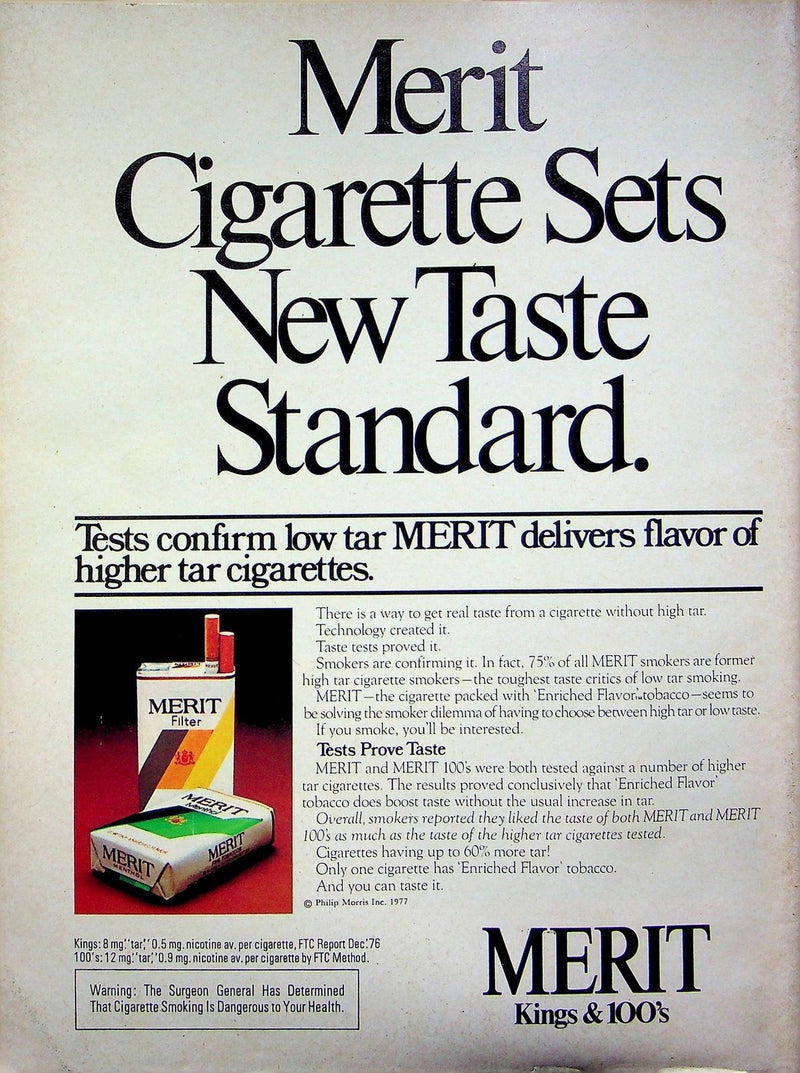 Merit
Cigarette Sets
New Taste
Standard.
Tests confirm low tar MERIT delivers flavor of
higher tar cigarettes.
There is a way to get real taste from a cigarette without high tar.
Technology created it.
Taste tests proved it.
Smokers are confirming it. In fact, 75% of all MERIT smokers are former
high tar cigarette smokers—the toughest taste critics of low tar smoking.
MERIT—the cigarette packed with 'Enriched Flavor'™ tobacco—seems to
be solving the smoker dilemma of having to choose between high tar or low taste.
If you smoke, you'll be interested.
Tests Prove Taste
MERIT and MERIT 100's were both tested against a number of higher
tar cigarettes. The results proved conclusively that 'Enriched Flavor'
tobacco does boost taste without the usual increase in tar.
Overall, smokers reported they liked the taste of both MERIT and MERIT
100's as much as the taste of the higher tar cigarettes tested.
Cigarettes having up to 60% more tar!
Only one cigarette has 'Enriched Flavor' tobacco.
And you can taste it.
© Philip Morris Inc. 1977
MERIT
Filter
MERIT
Menthol
MERIT
MENTHOL
MERIT
Kings: 8 mg."tar," 0.5 mg. nicotine av. per cigarette, FTC Report Dec.'76
100's: 12 mg."tar," 0.9 mg. nicotine av. per cigarette by FTC Method.
Warning: The Surgeon General Has Determined
That Cigarette Smoking Is Dangerous to Your Health.
MERIT
Kings & 100's